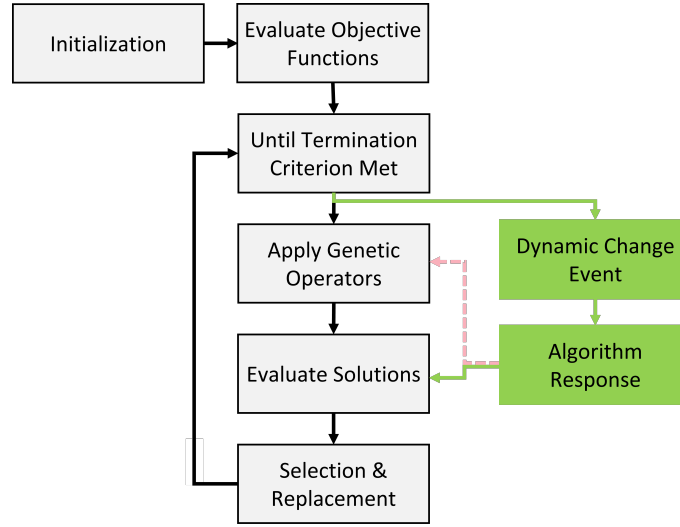 Initialization
Evaluate Objective
Functions
Until Termination
Criterion Met
Apply Genetic
Operators
Dynamic Change
Event
Evaluate Solutions
Algorithm
Response
Selection &
Replacement